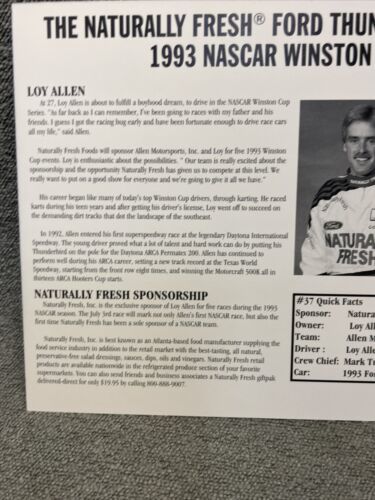 THE NATURALLY FRESH® FORD THUN
1993 NASCAR WINSTON
LOY ALLEN
At 27, Loy Allen is about to fulfill a boyhood dream, to drive in the NASCAR Winston Cup
Series. "As far back as I can remember, I've been going to races with my father and his
friends. I guess I got the racing bug early and have been fortunate enough to drive race cars
all my life," said Allen.
Naturally Fresh Foods will sponsor Allen Motorsports, Inc. and Loy for five 1993 Winston
Cup events. Loy is enthusiastic about the possibilities. " Our team is really excited about the
sponsorship and the opportunity Naturally Fresh has given us to compete at this level. We
really want to put on a good show for everyone and we're going to give it all we have."
His career began like many of today's top Winston Cup drivers, through karting. He raced
karts during his teen years and after getting his driver's license, Loy went off to succeed on
the demanding dirt tracks that dot the landscape of the southeast.
In 1992, Allen entered his first superspeedway race at the legendary Daytona International
Speedway. The young driver proved what a lot of talent and hard work can do by putting his
Thunderbird on the pole for the Daytona ARCA Permatex 200. Allen has continued to
perform well during his ARCA career, setting a new track record at the Texas World
Speedway, starting from the front row eight times, and winning the Motorcraft 500k all in
thirteen ARCA Hooters Cup starts.
NATURALLY FRESH SPONSORSHIP
Naturally Fresh, Inc. is the exclusive sponsor of Loy Allen for five races during the 1993
NASCAR season. The July 3rd race will mark not only Allen's first NASCAR race, but also the
first time Naturally Fresh has been a sole sponsor of a NASCAR team.
Naturally Fresh, Inc. is best known as an Atlanta-based food manufacturer supplying the
food service industry in addition to the retail market with the best-tasting, all natural,
preservative-free salad dressings, sauces, dips, oils and vinegars. Naturally Fresh retail
products are available nationwide in the refrigerated produce section of your favorite
supermarkets. You can also send friends and business associates a Naturally Fresh giftpak
delivered-direct for only $19.95 by calling 800-888-9007.
Ford
NATURA
FRESH
#37 Quick Facts
Sponsor: Natura
Owner: Loy Al
Team: Allen M
Driver : Loy Alle
Crew Chief: Mark Tu
Car: 1993 Fo